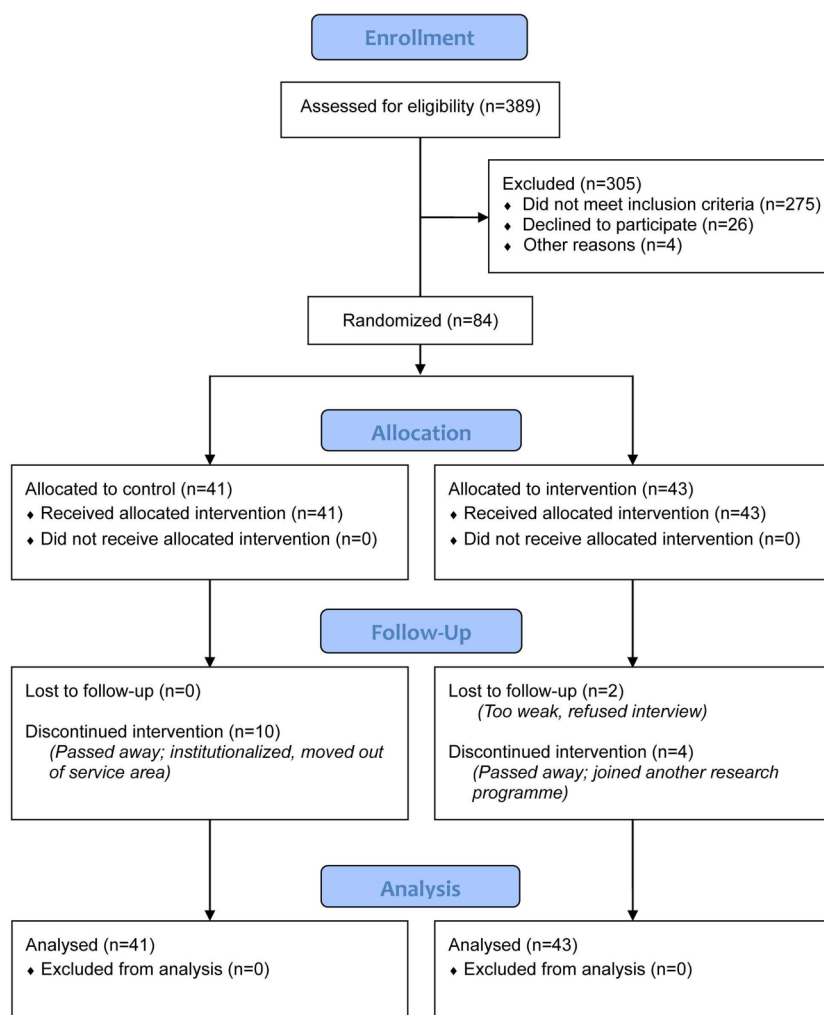 Enrollment
Assessed for eligibility (n=389)
Excluded (n=305)
♦ Did not meet inclusion criteria (n=275)
♦ Declined to participate (n=26)
♦ Other reasons (n=4)
Randomized (n=84)
Allocation
Allocated to control (n=41)
♦ Received allocated intervention (n=41)
♦ Did not receive allocated intervention (n=0)
Allocated to intervention (n=43)
♦ Received allocated intervention (n=43)
♦ Did not receive allocated intervention (n=0)
Follow-Up
Lost to follow-up (n=0)
Discontinued intervention (n=10)
(Passed away; institutionalized, moved out
of service area)
Lost to follow-up (n=2)
(Too weak, refused interview)
Discontinued intervention (n=4)
(Passed away; joined another research
programme)
Analysis
Analysed (n=41)
♦ Excluded from analysis (n=0)
Analysed (n=43)
♦ Excluded from analysis (n=0)